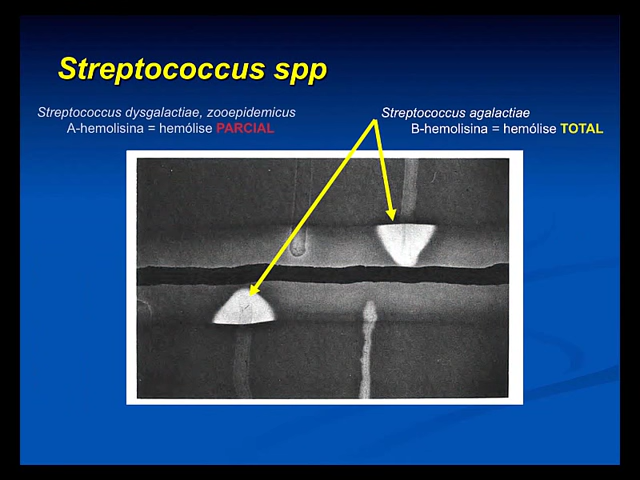 Streptococcus spp
Streptococcus dysgalactiae, zooepidemicus
A-hemolisina = hemólise PARCIAL
Streptococcus agalactiae
B-hemolisina = hemólise TOTAL